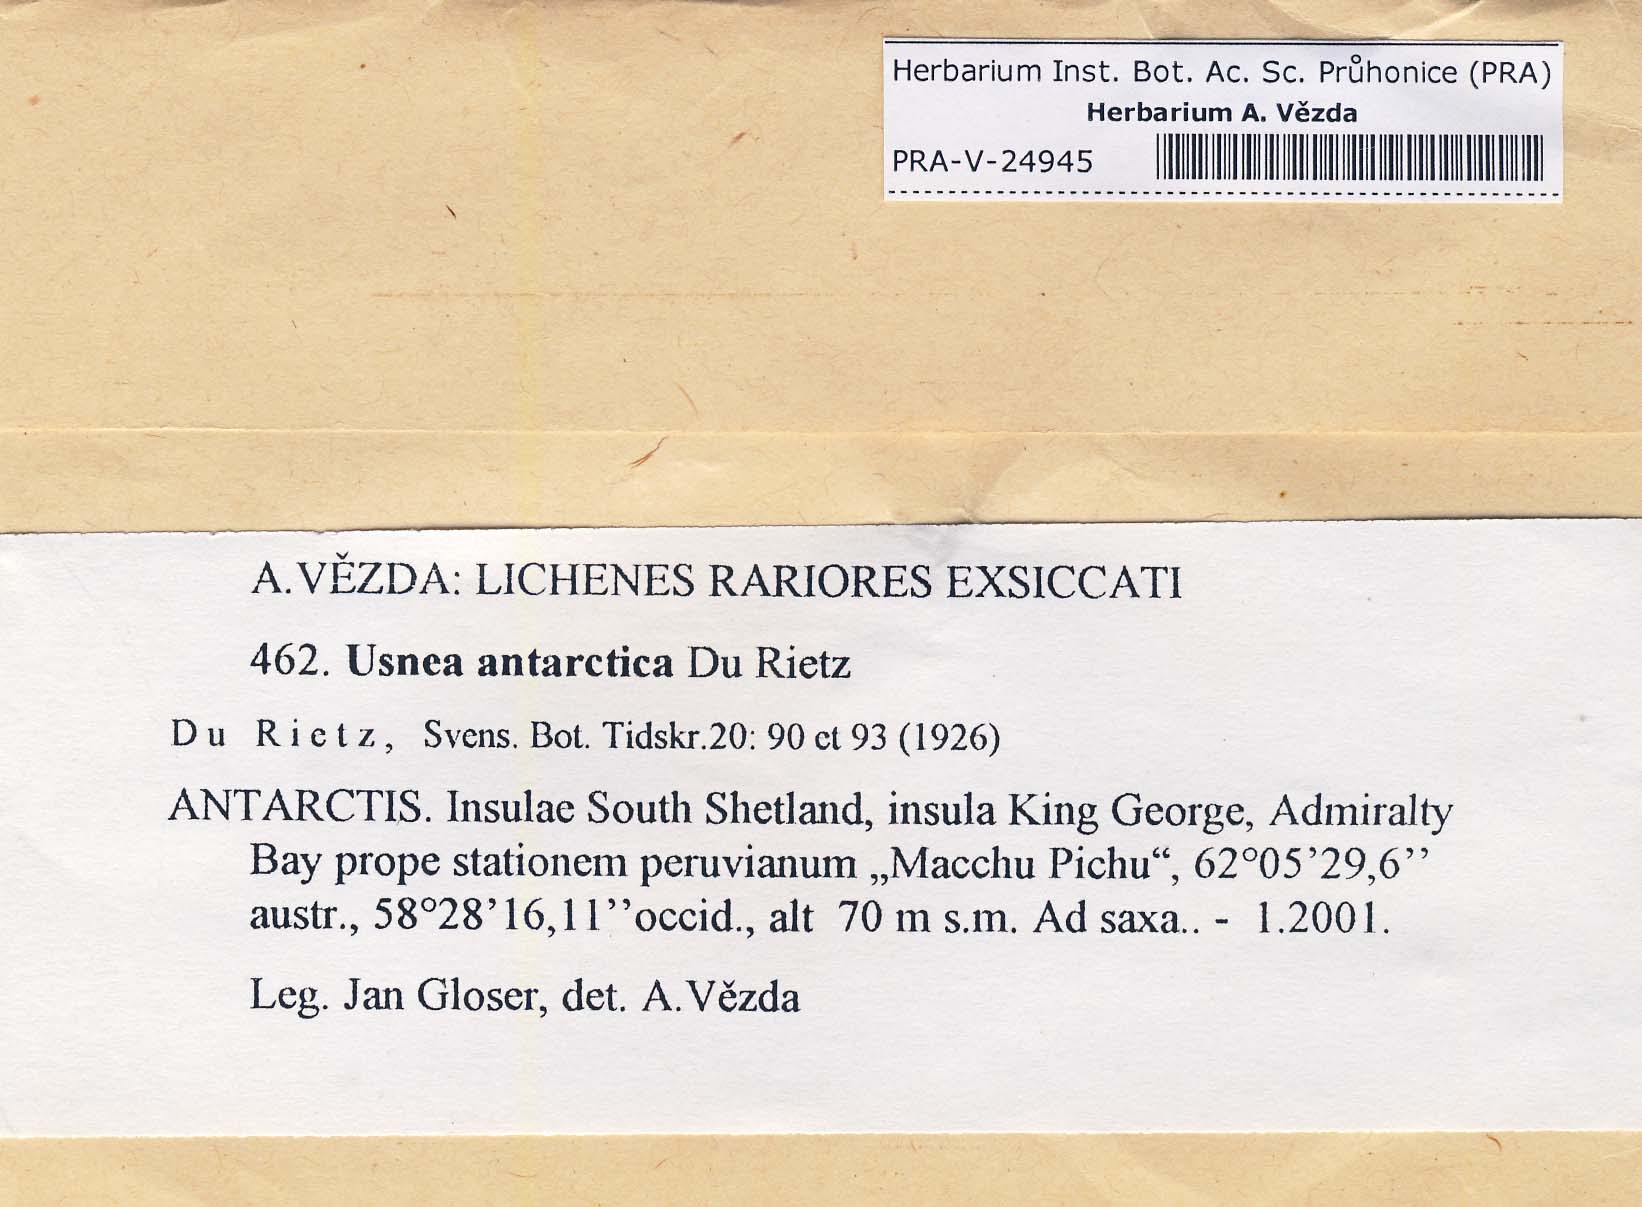 Herbarium Inst. Bot. Ac. Sc. Průhonice (PRA)
Herbarium A. Vězda
PRA-V-24945
A.VĚZDA: LICHENES RARIORES EXSICCATI
462. Usnea antarctica Du Rietz
Du Rietz, Svens. Bot. Tidskr.20: 90 et 93 (1926)
ANTARCTIS. Insulae South Shetland, insula King George, Admiralty
Bay prope stationem peruvianum „Macchu Pichu“, 62°05’29,6’’
austr., 58°28’16,11’’occid., alt 70 m s.m. Ad saxa.. - 1.2001.
Leg. Jan Gloser, det. A.Vězda